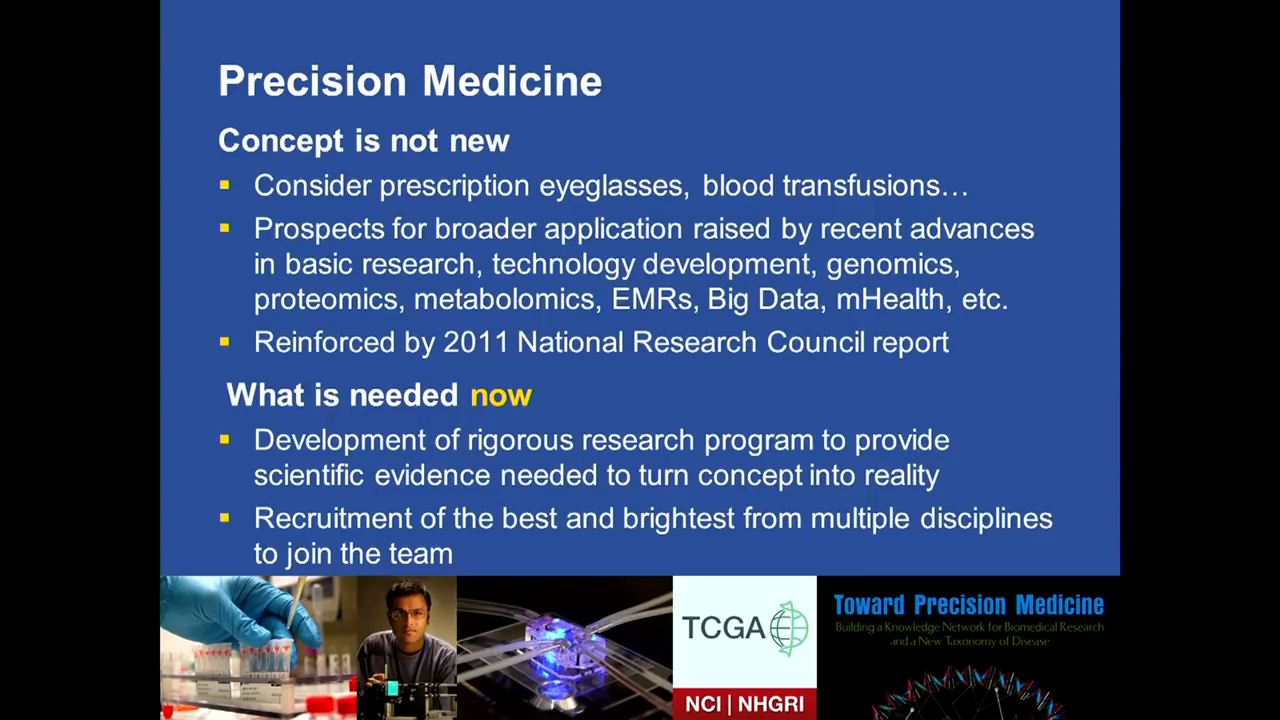 Precision Medicine
Concept is not new
Consider prescription eyeglasses, blood transfusions…
Prospects for broader application raised by recent advances
in basic research, technology development, genomics,
proteomics, metabolomics, EMRs, Big Data, mHealth, etc.
Reinforced by 2011 National Research Council report
What is needed now
Development of rigorous research program to provide
scientific evidence needed to turn concept into reality
Recruitment of the best and brightest from multiple disciplines
to join the team
TCGA
NCI | NHGRI
Toward Precision Medicine
Building a Knowledge Network for Biomedical Research
and a New Taxonomy of Disease